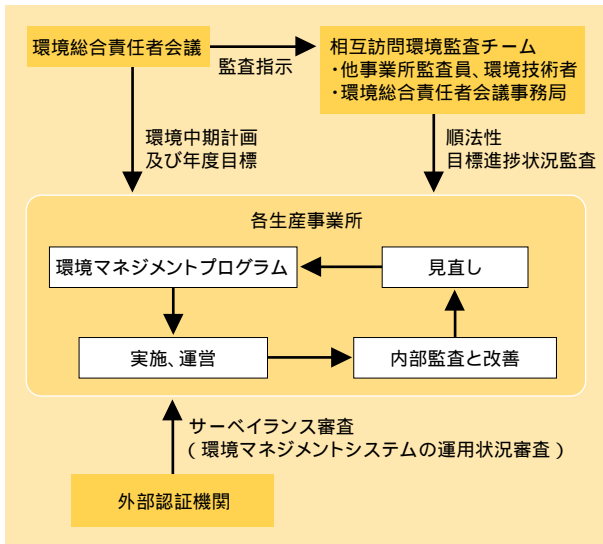 環境総合責任者会議
監査指示
相互訪問環境監査チーム
・他事業所監査員、環境技術者
・環境総合責任者会議事務局
環境中期計画
及び年度目標
順法性
目標進捗状況監査
各生産事業所
環境マネジメントプログラム
見直し
実施、運営
内部監査と改善
サーベイランス審査
(環境マネジメントシステムの運用状況審査)
外部認証機関